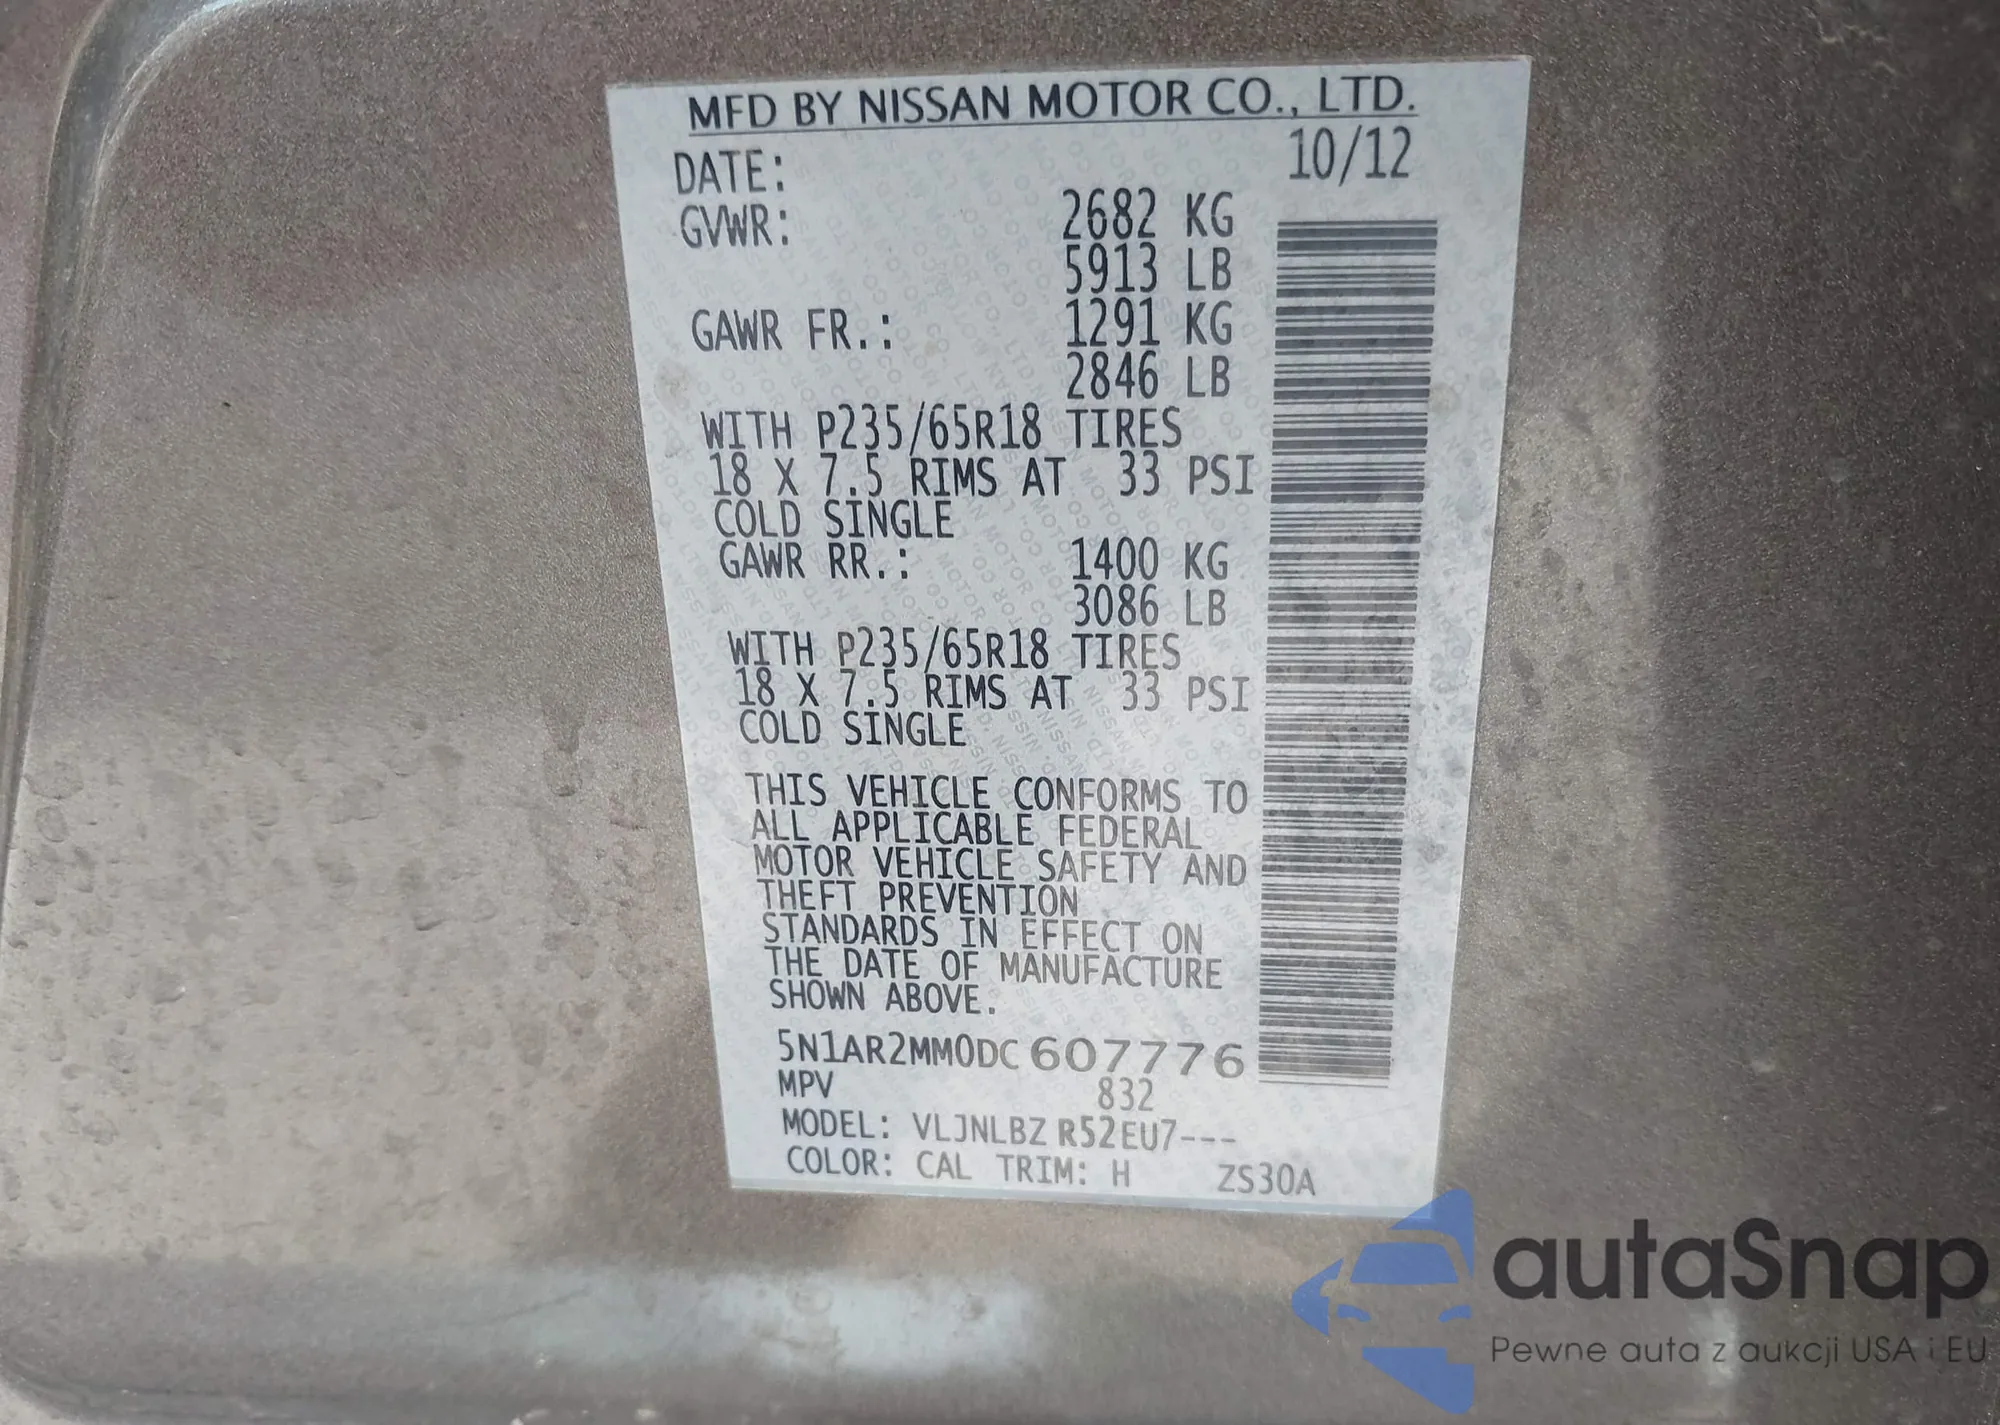 MFD BY NISSAN MOTOR CO., LTD.
DATE: 10/12
GVWR: 2682 KG
5913 LB
GAWR FR.: 1291 KG
2846 LB
WITH P235/65R18 TIRES
18 X 7.5 RIMS AT 33 PSI
COLD SINGLE
GAWR RR.: 1400 KG
3086 LB
WITH P235/65R18 TIRES
18 X 7.5 RIMS AT 33 PSI
COLD SINGLE
THIS VEHICLE CONFORMS TO
ALL APPLICABLE FEDERAL
MOTOR VEHICLE SAFETY AND
THEFT PREVENTION
STANDARDS IN EFFECT ON
THE DATE OF MANUFACTURE
SHOWN ABOVE.
5N1AR2MM0DC607776
MPV 832
MODEL: VLJNLBZ R52EU7---
COLOR: CAL TRIM: H ZS30A
autaSnap
Pewne auta z aukcji USA i EU